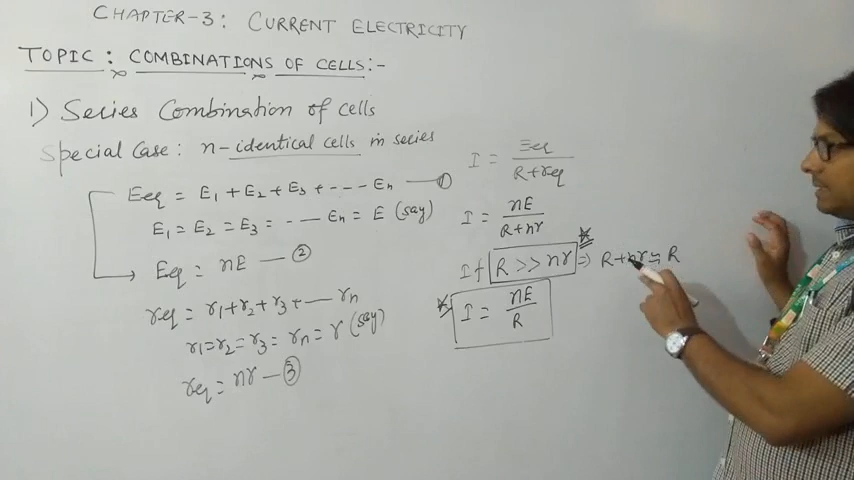 CHAPTER-3: CURRENT ELECTRICITY
TOPIC: COMBINATIONS OF CELLS:-
1) Series Combination of cells
Special Case: n-identical cells in series
Eeq = E1 + E2 + E3 + --- En — ①
E1 = E2 = E3 = -- — En = E (say)
Eeq = nE — ②
req = r1+r2+r3+ — rn
r1=r2=r3= rn = r (say)
req = nr — ③
I = Eeq / R+req
I = nE / R+nr
If R >> nr ⇒ R+nr ≃ R
I = nE / R